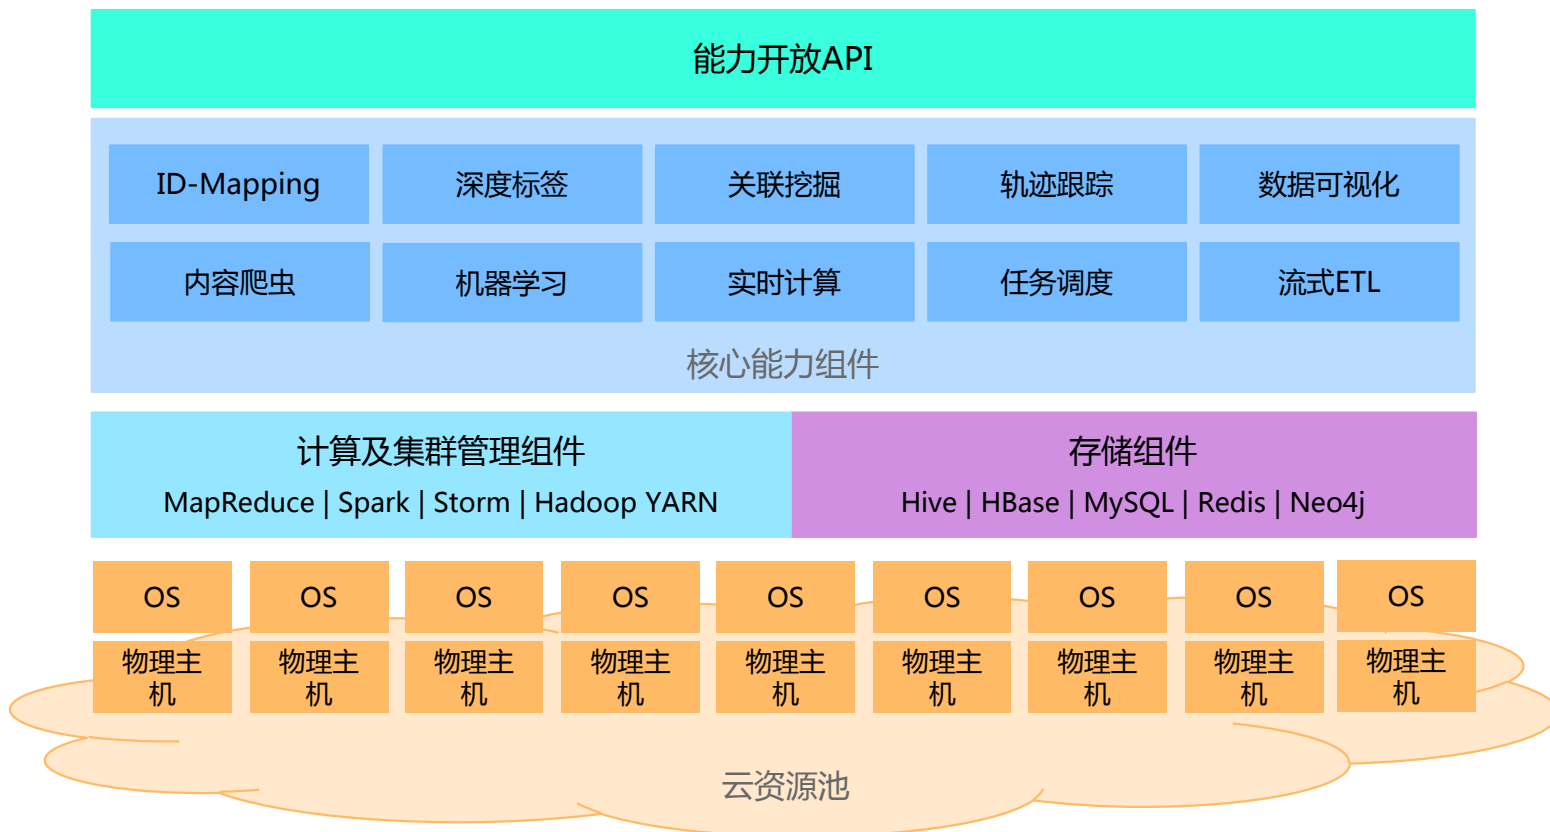 能力开放API
ID-Mapping
深度标签
关联挖掘
轨迹跟踪
数据可视化
内容爬虫
机器学习
实时计算
任务调度
流式ETL
核心能力组件
计算及集群管理组件
MapReduce | Spark | Storm | Hadoop YARN
存储组件
Hive | HBase | MySQL | Redis | Neo4j
OS
OS
OS
OS
OS
OS
OS
OS
OS
物理主
机
物理主
机
物理主
机
物理主
机
物理主
机
物理主
机
物理主
机
物理主
机
物理主
机
云资源池